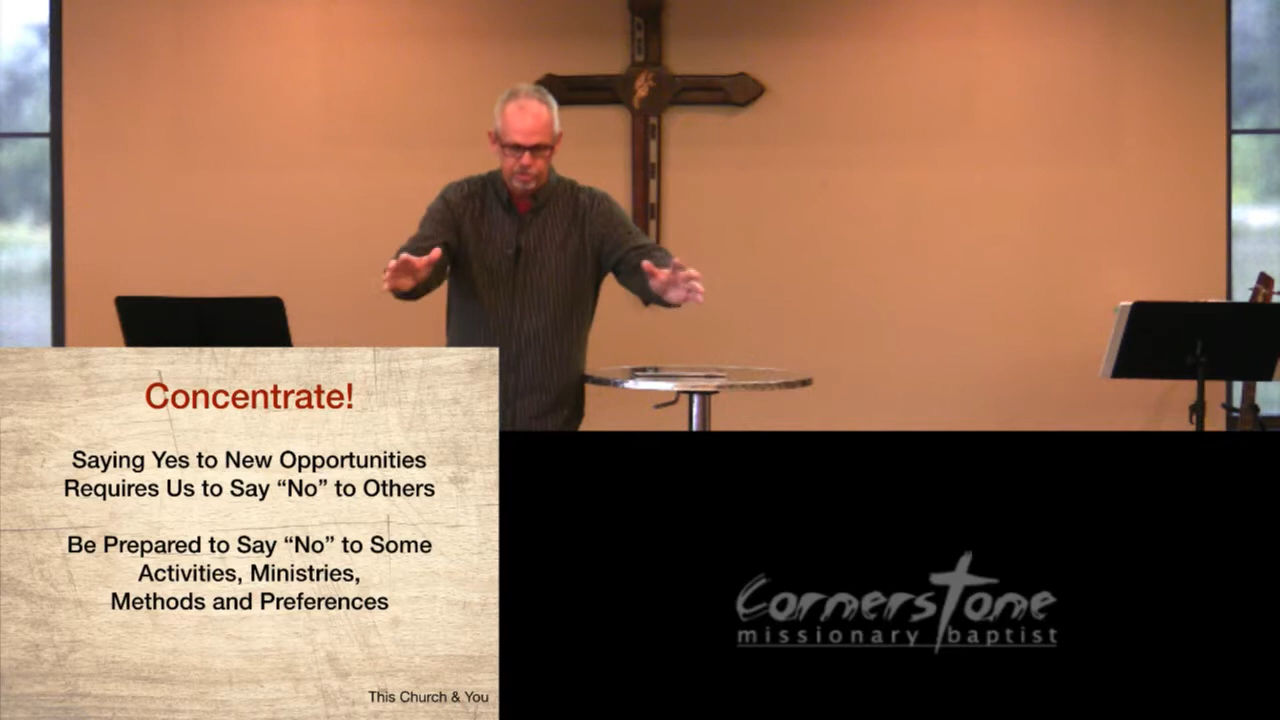 Concentrate!
Saying Yes to New Opportunities
Requires Us to Say “No” to Others
Be Prepared to Say “No” to Some
Activities, Ministries,
Methods and Preferences
This Church & You
Cornerstone
missionary baptist